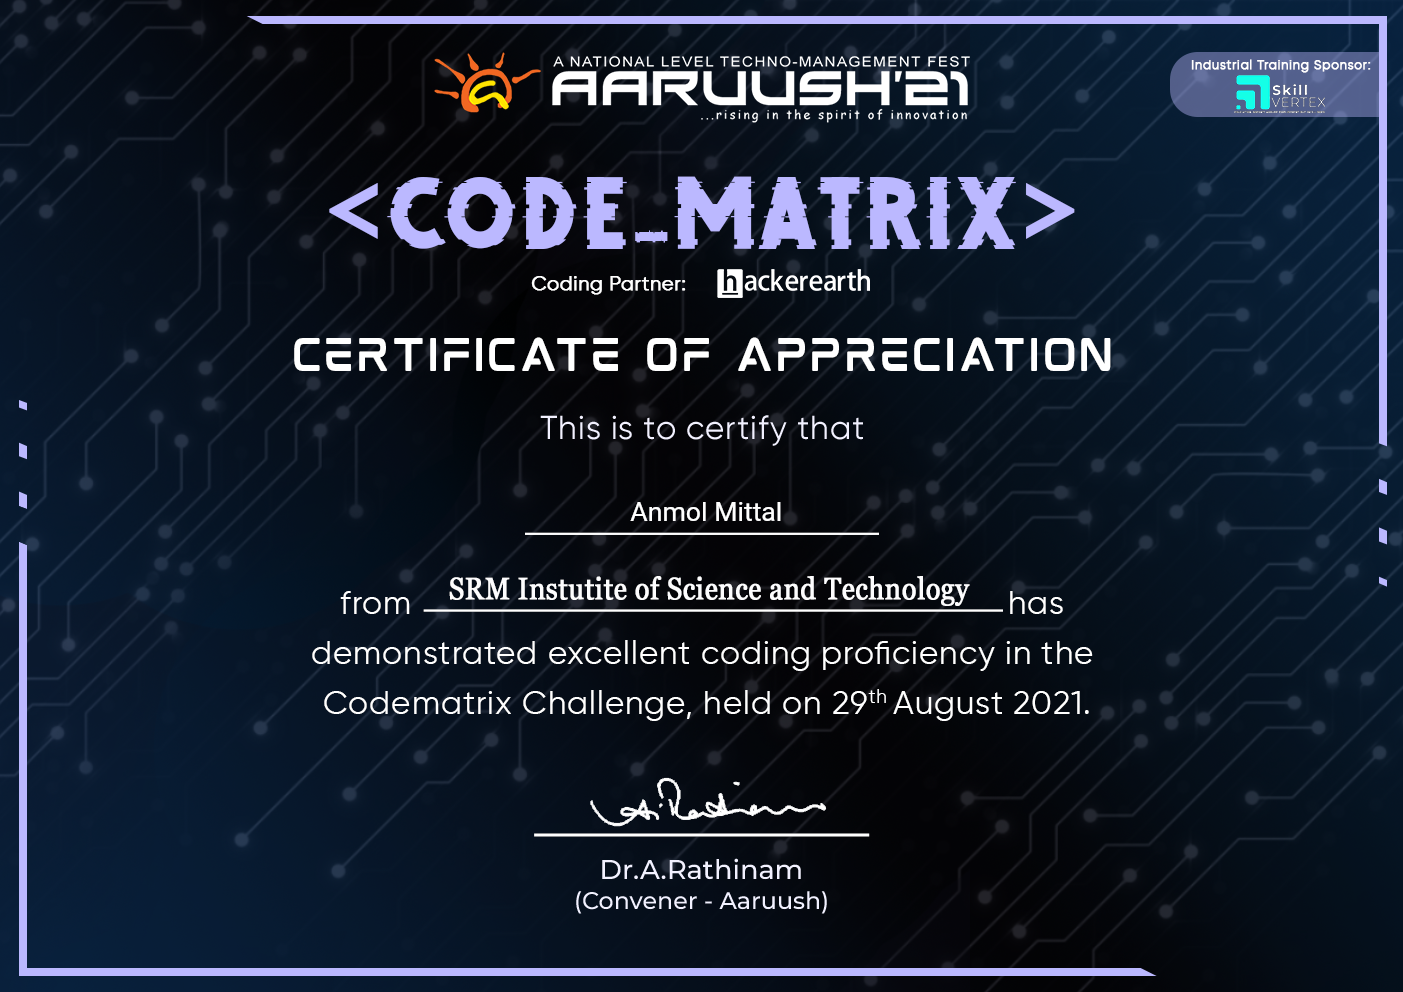 A NATIONAL LEVEL TECHNO-MANAGEMENT FEST
AARUUSH'21
...rising in the spirit of innovation
Industrial Training Sponsor:
Skill
VERTEX
<CODE_MATRIX>
Coding Partner: hackerearth
CERTIFICATE OF APPRECIATION
This is to certify that
Anmol Mittal
from SRM Instutite of Science and Technology has
demonstrated excellent coding proficiency in the
Codematrix Challenge, held on 29th August 2021.
A.Rathinam
Dr.A.Rathinam
(Convener - Aaruush)